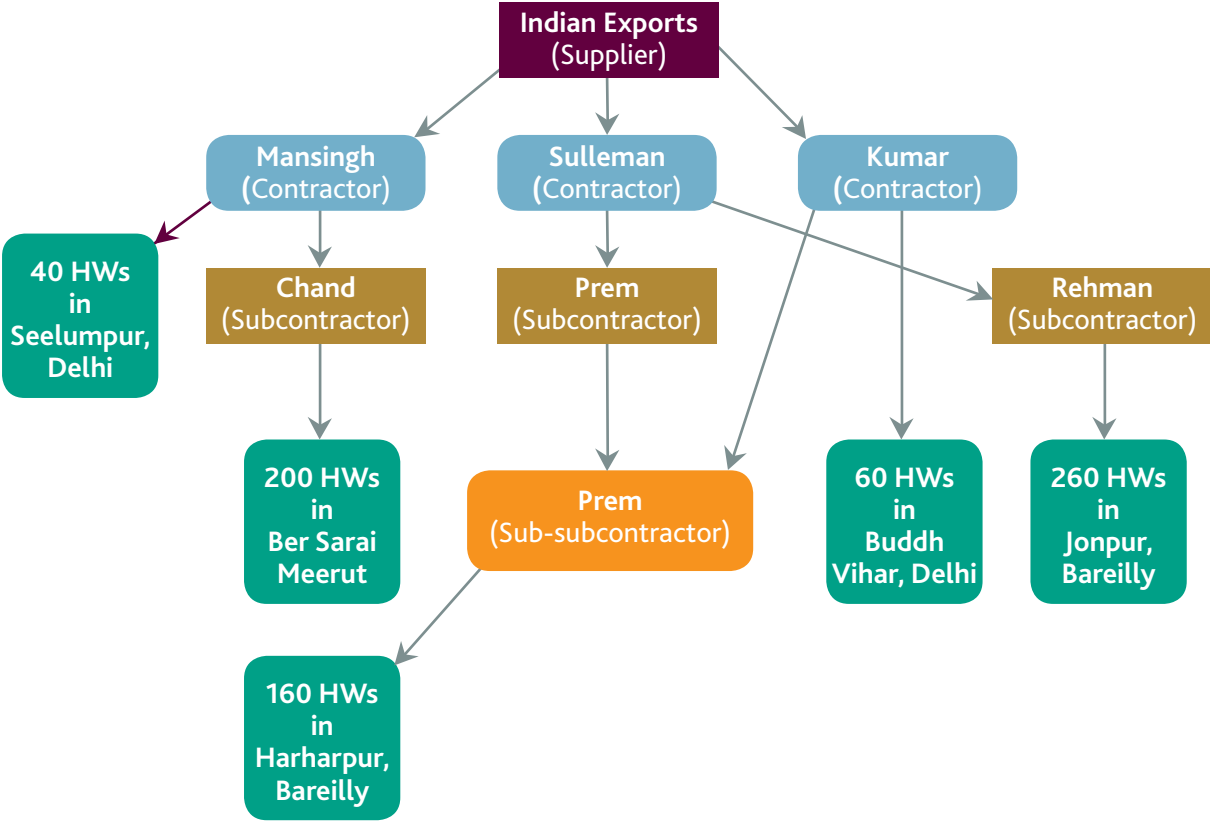 Indian Exports
(Supplier)
Mansingh
(Contractor)
Sulleman
(Contractor)
Kumar
(Contractor)
40 HWs
in
Seelumpur,
Delhi
Chand
(Subcontractor)
Prem
(Subcontractor)
Rehman
(Subcontractor)
200 HWs
in
Ber Sarai
Meerut
Prem
(Sub-subcontractor)
60 HWs
in
Buddh
Vihar, Delhi
260 HWs
in
Jonpur,
Bareilly
160 HWs
in
Harharpur,
Bareilly